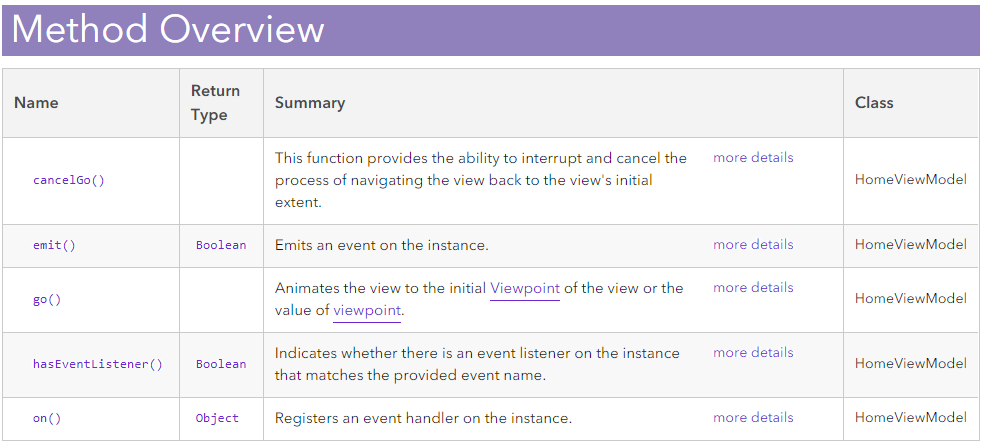 Method Overview
Name
Return
Type
Summary
Class
cancelGo()
This function provides the ability to interrupt and cancel the
process of navigating the view back to the view's initial
extent.
more details
HomeViewModel
emit()
Boolean
Emits an event on the instance.
more details
HomeViewModel
go()
Animates the view to the initial Viewpoint of the view or the
value of viewpoint.
more details
HomeViewModel
hasEventListener()
Boolean
Indicates whether there is an event listener on the instance
that matches the provided event name.
more details
HomeViewModel
on()
Object
Registers an event handler on the instance.
more details
HomeViewModel